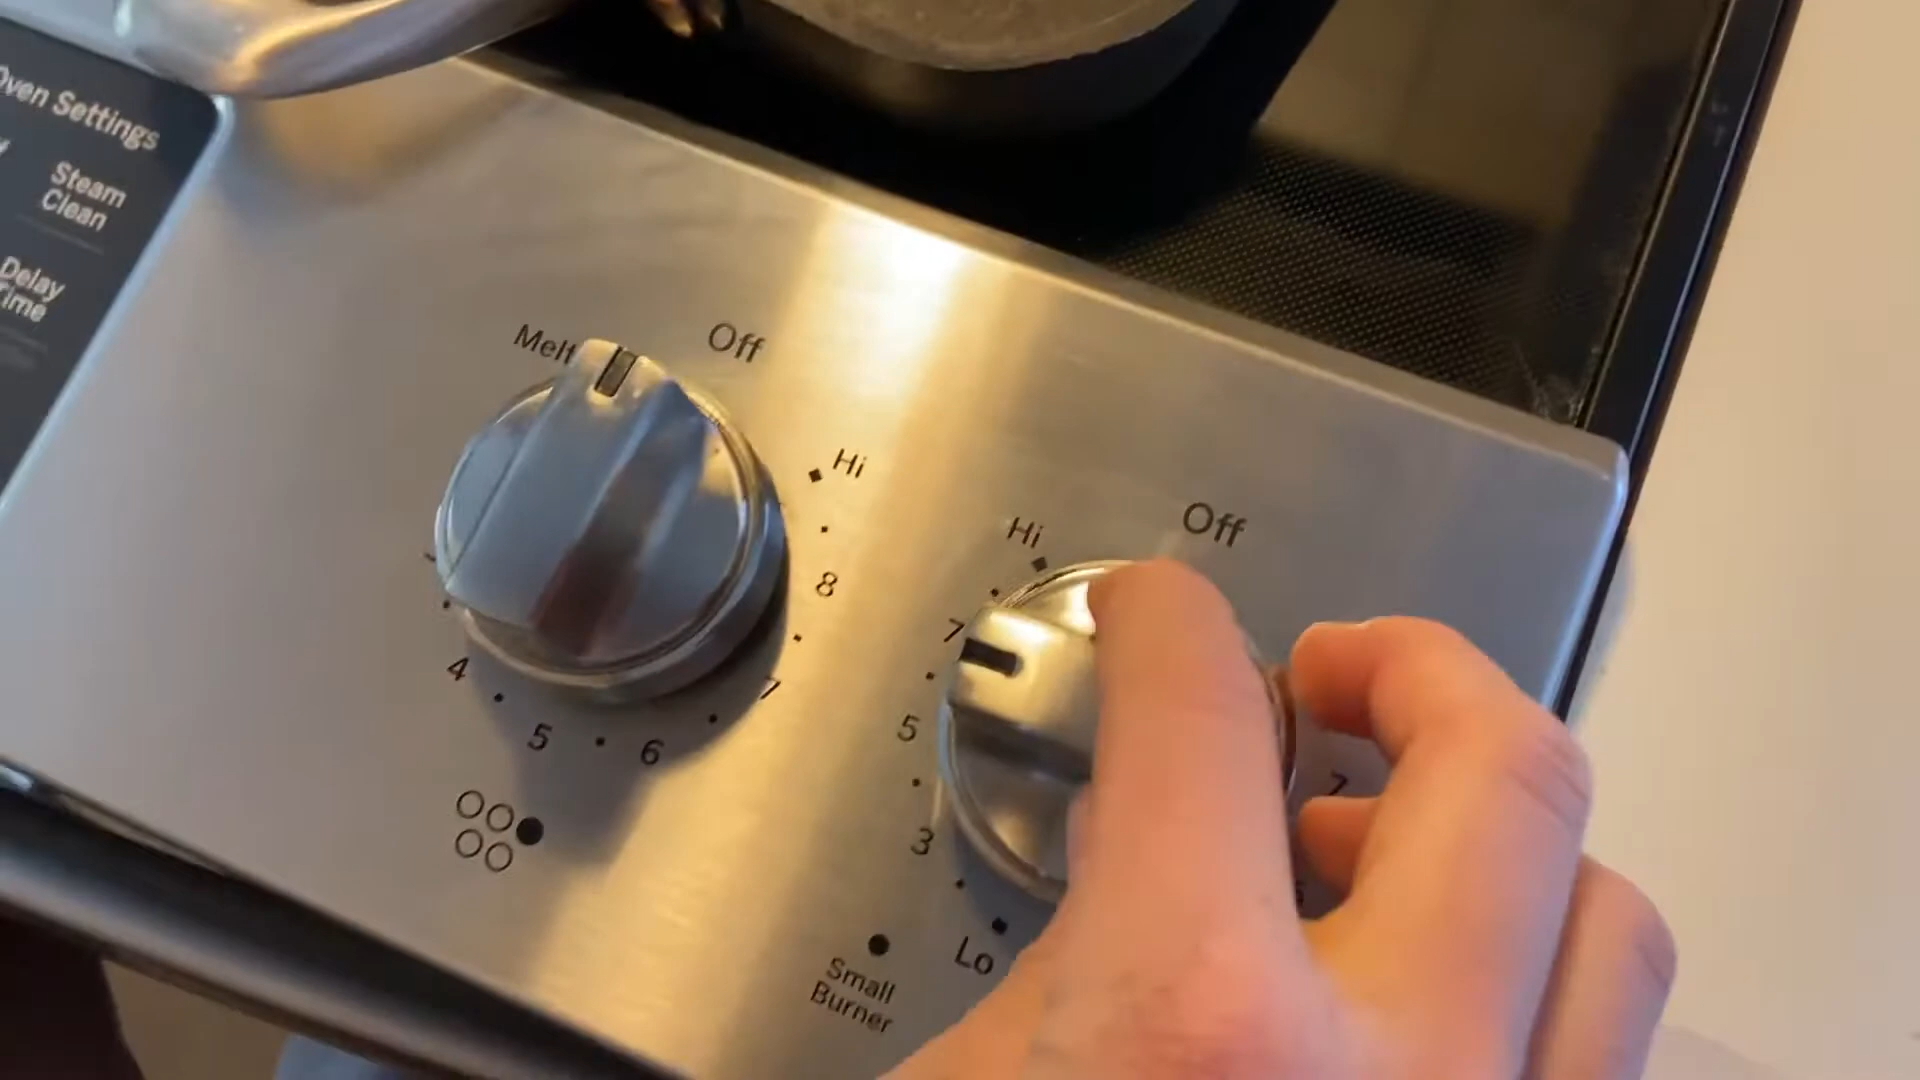 Oven Settings
Steam
Clean
Delay
Time
Melt
Off
Hi
8
7
6
5
4
Off
Hi
7
5
3
Lo
Small
Burner
7